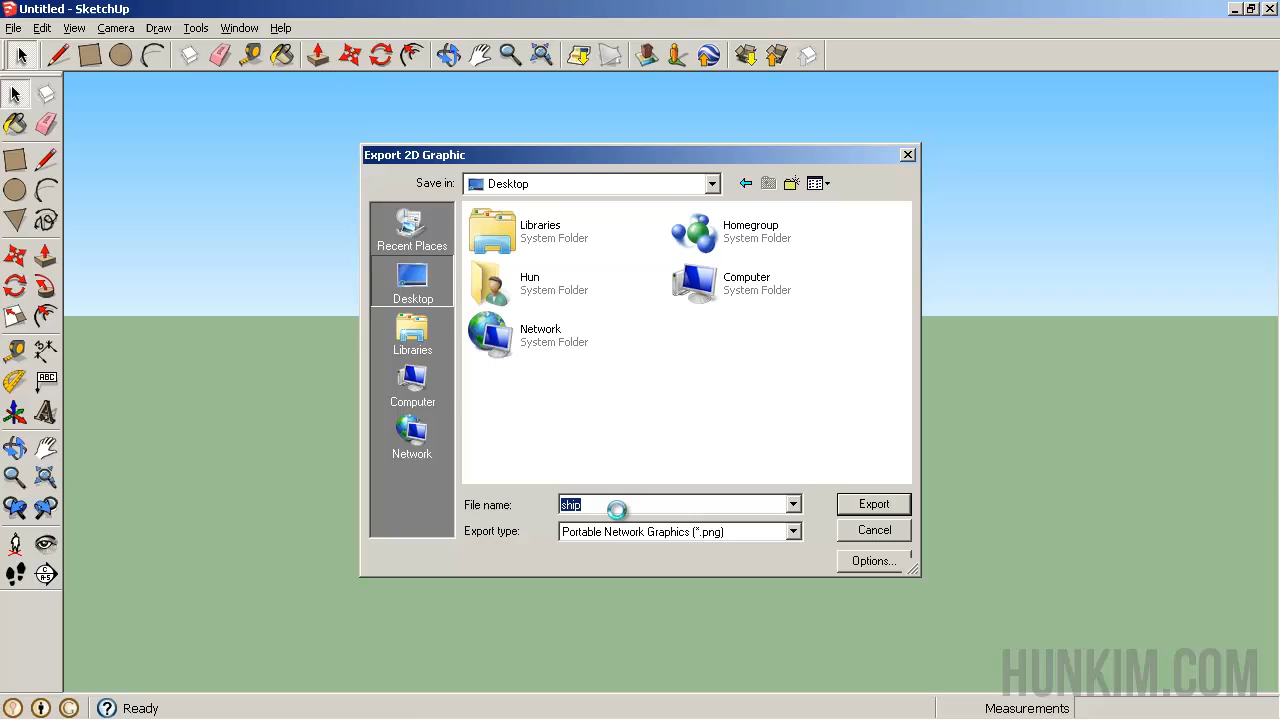 Untitled - SketchUp
File Edit View Camera Draw Tools Window Help
Export 2D Graphic
Save in: Desktop
Recent Places
Desktop
Libraries
Computer
Network
Libraries
System Folder
Homegroup
System Folder
Hun
System Folder
Computer
System Folder
Network
System Folder
File name: ship Export
Export type: Portable Network Graphics (*.png) Cancel
Options...
ABC
HUNKIM.COM
Ready Measurements